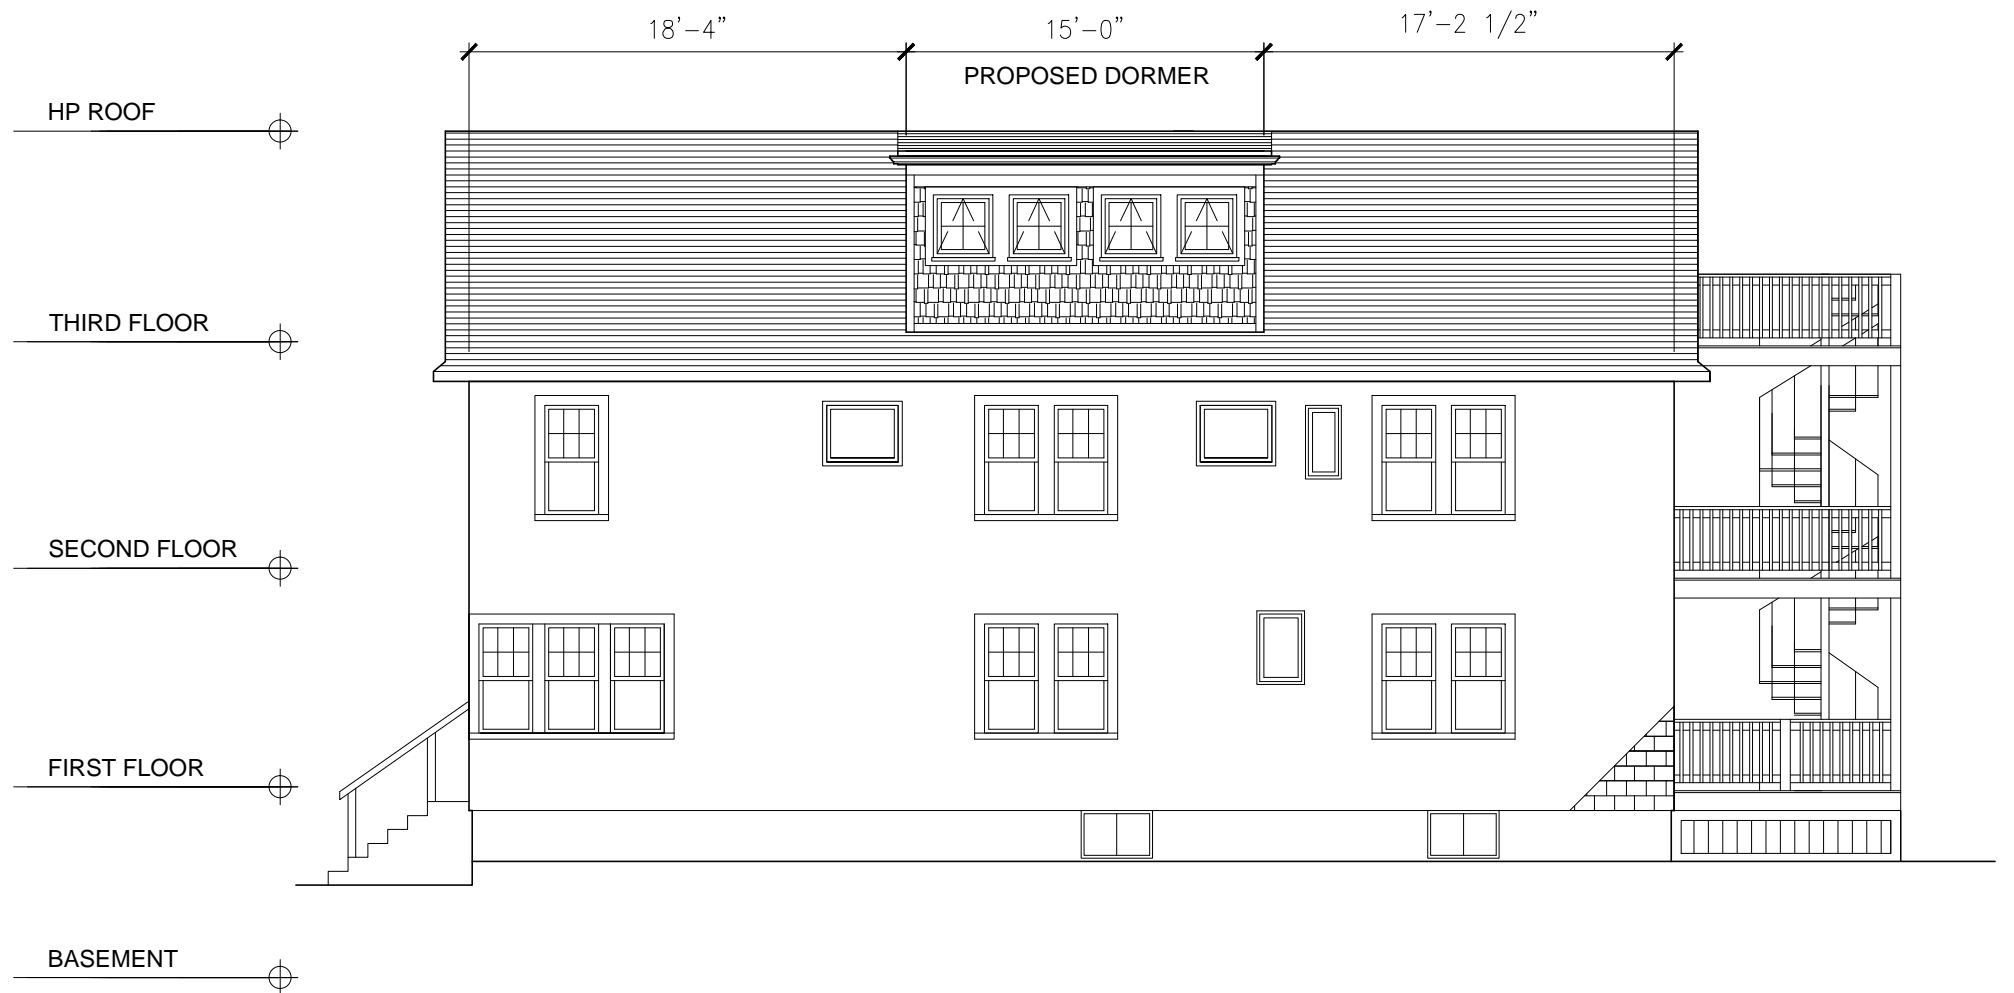 18'-4" 15'-0" 17'-2 1/2"
PROPOSED DORMER
HP ROOF
THIRD FLOOR
SECOND FLOOR
FIRST FLOOR
BASEMENT